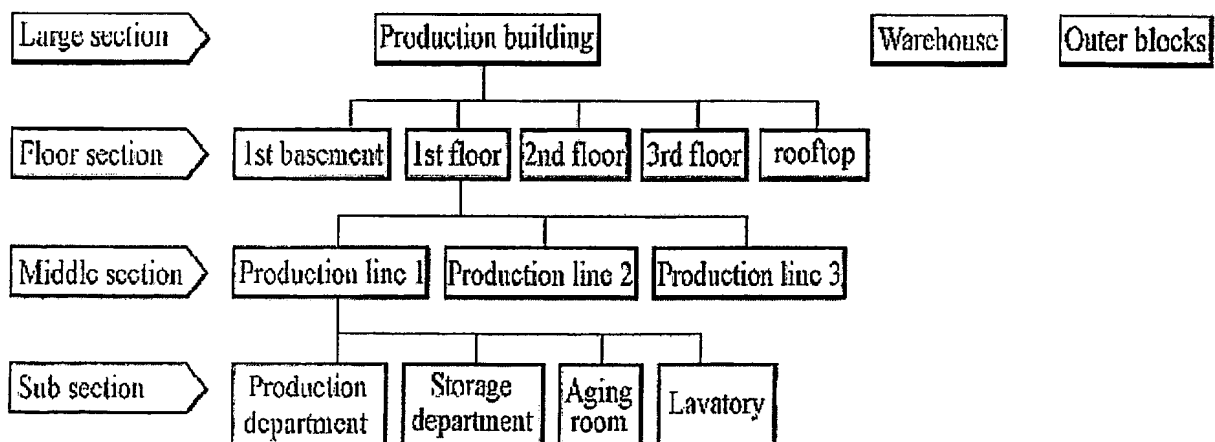 Large section
Production building
Warehouse
Outer blocks
Floor section
1st basement
1st floor
2nd floor
3rd floor
rooftop
Middle section
Production line 1
Production line 2
Production line 3
Sub section
Production
department
Storage
department
Aging
room
Lavatory